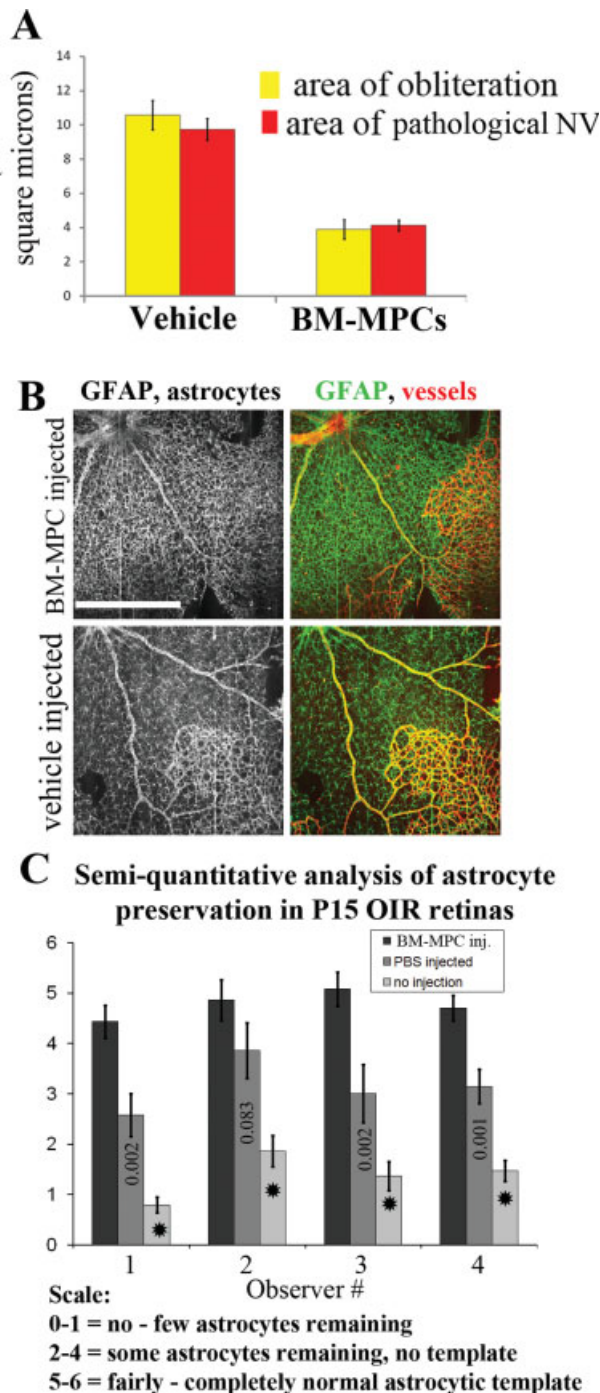 A
square microns)
14
12
10
8
6
4
2
0
area of obliteration
area of pathological NV
Vehicle BM-MPCs
B GFAP, astrocytes GFAP, vessels
BM-MPC injected
vehicle injected
C Semi-quantitative analysis of astrocyte
preservation in P15 OIR retinas
6
5
4
3
2
1
0
BM-MPC inj.
PBS injected
no injection
0.002
0.083
0.002
0.001
1 2 3 4
Observer #
Scale:
0-1 = no - few astrocytes remaining
2-4 = some astrocytes remaining, no template
5-6 = fairly - completely normal astrocytic template